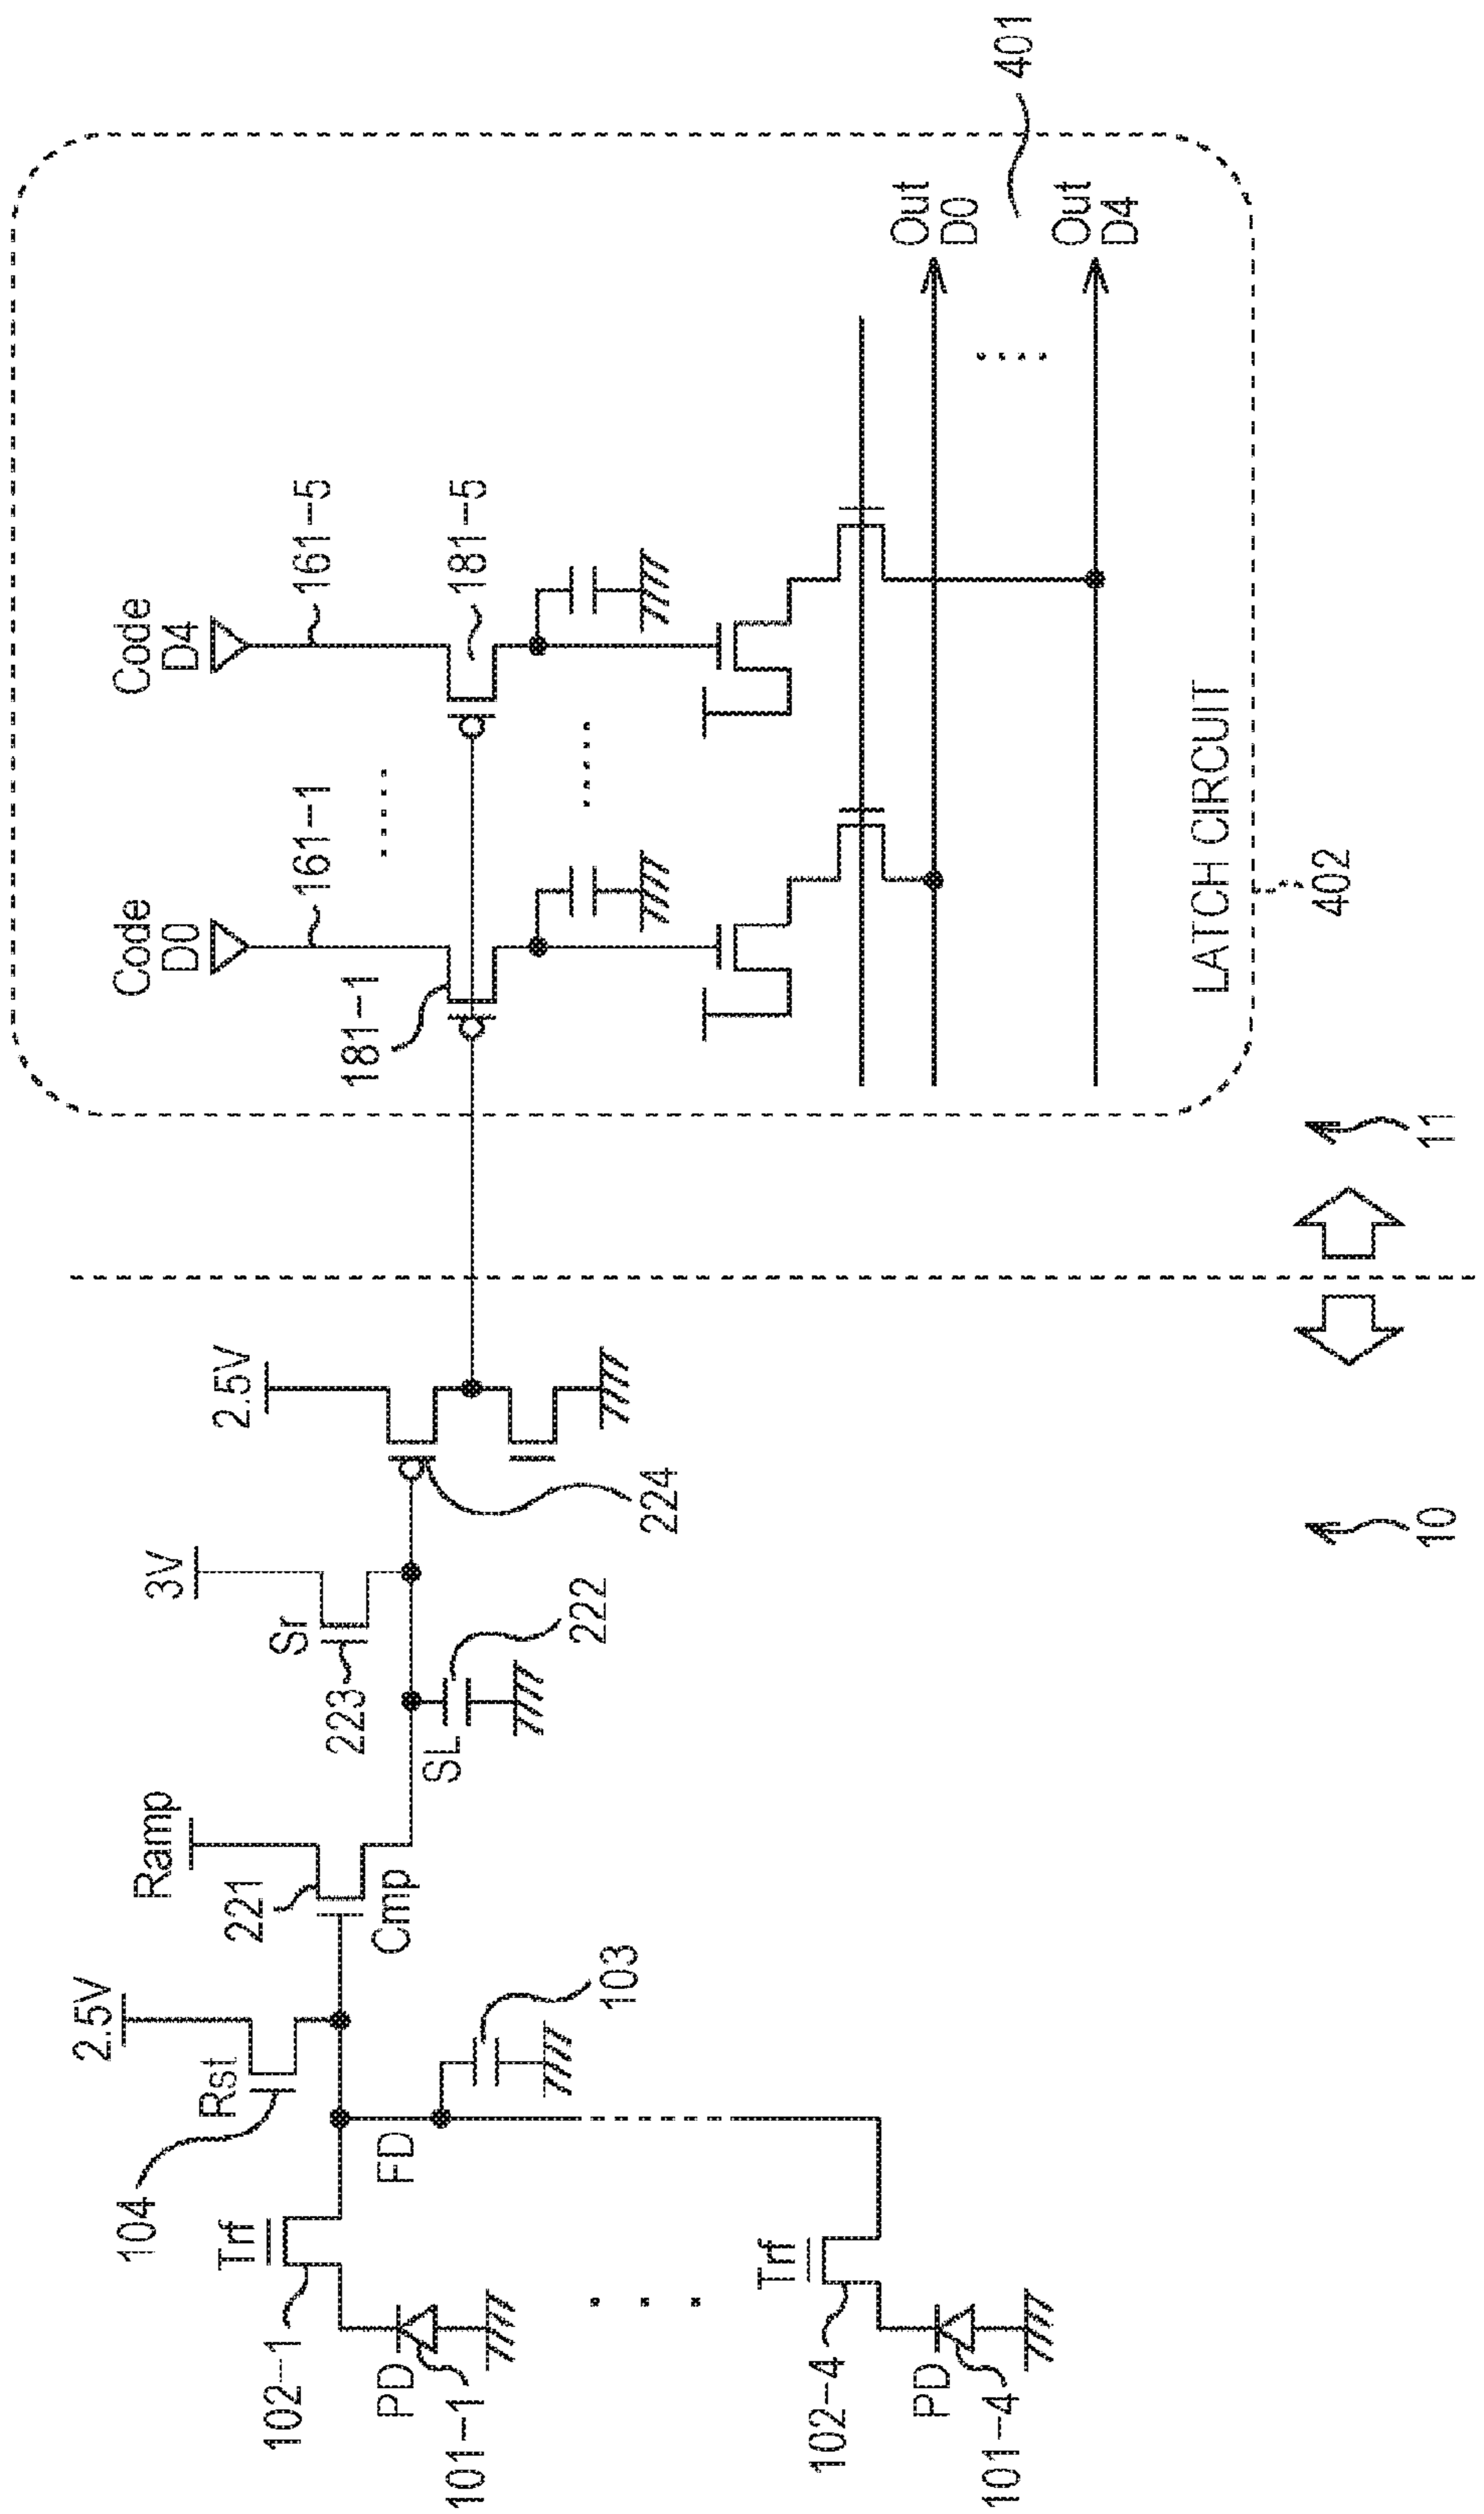 2.5V
Rst
104
Trf
102-1
PD
101-1
FD
103
Trf
102-4
PD
101-4
Ramp
221
Cmp
3V
Sr
223
SL
222
2.5V
224
10
11
Code
D0
161-1
181-1
Code
D4
161-5
181-5
Out
D0
Out
D4
401
LATCH CIRCUIT
402